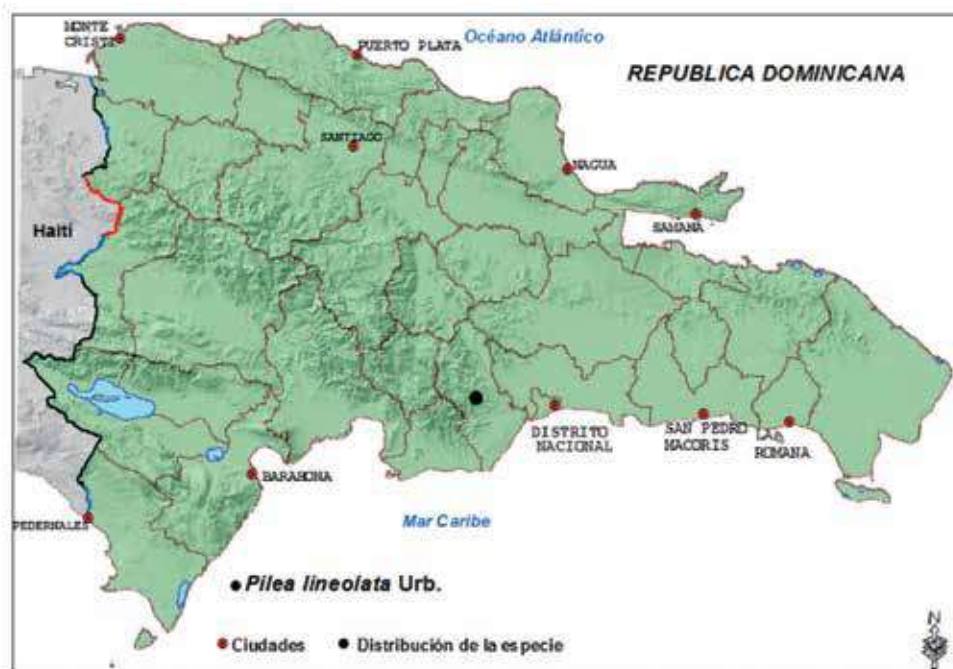 MONTE
CRISTI
Océano Atlántico
PUERTO PLATA
REPUBLICA DOMINICANA
SANTIAGO
NAGUA
SAMANA
Haití
DISTRITO
NACIONAL
SAN PEDRO
MACORIS
LA
ROMANA
BARAHONA
PEDERNALES
Mar Caribe
Pilea lineolata Urb.
Ciudades
Distribución de la especie
N